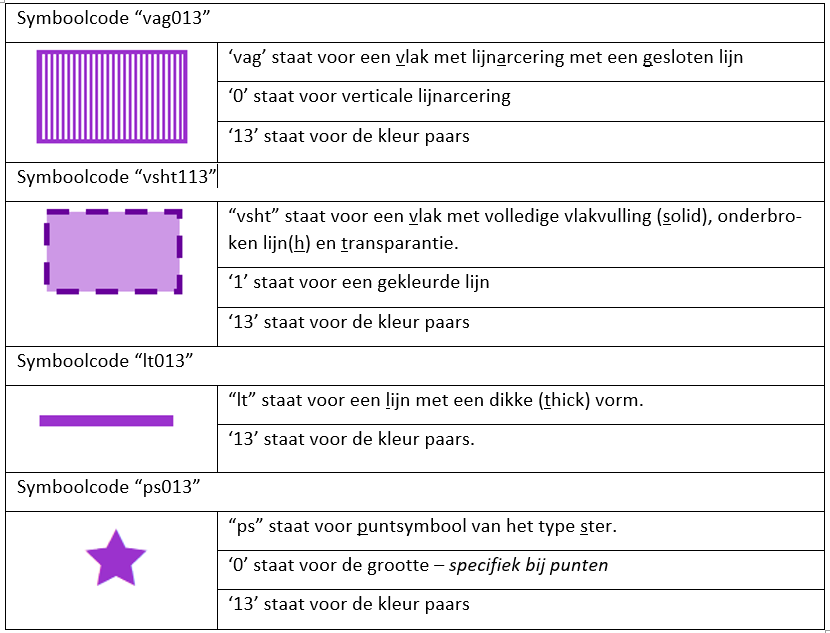 Symboolcode “vag013”
‘vag’ staat voor een vlak met lijnarcering met een gesloten lijn
‘0’ staat voor verticale lijnarcering
‘13’ staat voor de kleur paars
Symboolcode “vsht113”
“vsht” staat voor een vlak met volledige vlakvulling (solid), onderbro-
ken lijn(h) en transparantie.
‘1’ staat voor een gekleurde lijn
‘13’ staat voor de kleur paars
Symboolcode “lt013”
“lt” staat voor een lijn met een dikke (thick) vorm.
‘13’ staat voor de kleur paars.
Symboolcode “ps013”
“ps” staat voor puntsymbool van het type ster.
‘0’ staat voor de grootte – specifiek bij punten
‘13’ staat voor de kleur paars